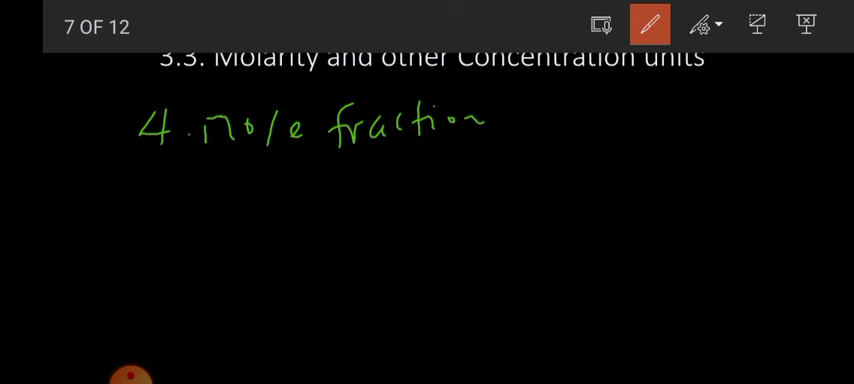 7 OF 12
3.3. Molarity and other Concentration units
4. mole fraction